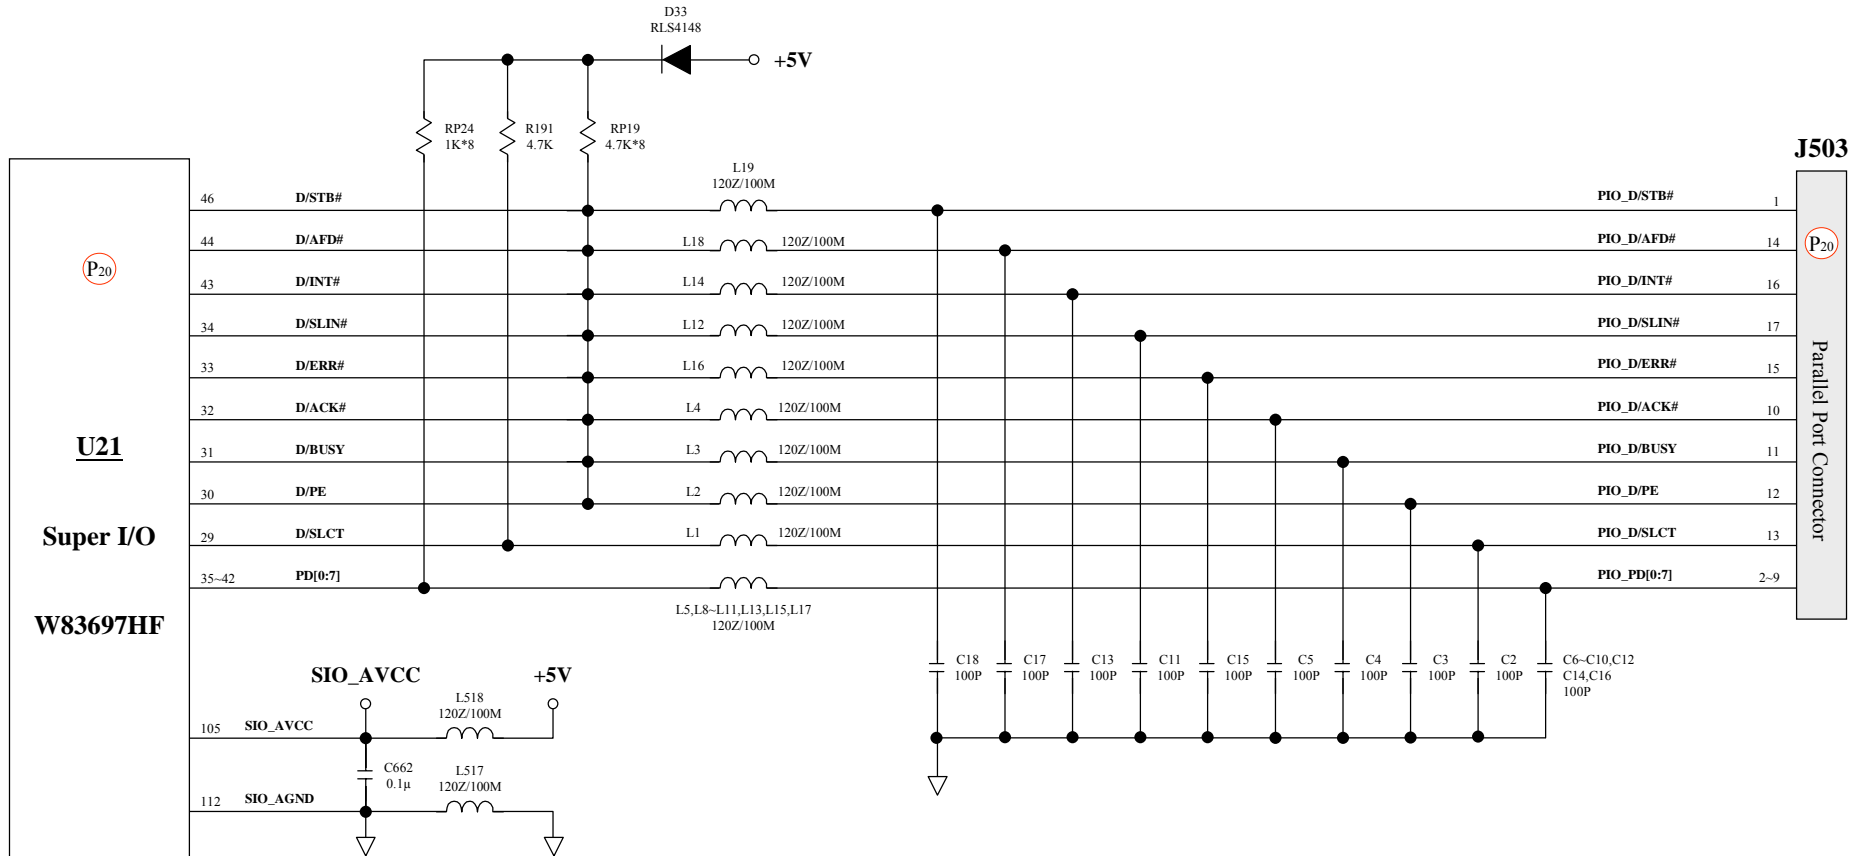 D33
RLS4148
+5V
RP24
1K*8
R191
4.7K
RP19
4.7K*8
J503
L19
120Z/100M
46
D/STB#
PIO_D/STB#
1
44
D/AFD#
L18
120Z/100M
PIO_D/AFD#
14
P20
P20
43
D/INT#
L14
120Z/100M
PIO_D/INT#
16
34
D/SLIN#
L12
120Z/100M
PIO_D/SLIN#
17
33
D/ERR#
L16
120Z/100M
PIO_D/ERR#
15
32
D/ACK#
L4
120Z/100M
PIO_D/ACK#
10
U21
31
D/BUSY
L3
120Z/100M
PIO_D/BUSY
11
30
D/PE
L2
120Z/100M
PIO_D/PE
12
Super I/O
29
D/SLCT
L1
120Z/100M
PIO_D/SLCT
13
35~42
PD[0:7]
PIO_PD[0:7]
2~9
Parallel Port Connector
L5,L8~L11,L13,L15,L17
120Z/100M
W83697HF
C18
100P
C17
100P
C13
100P
C11
100P
C15
100P
C5
100P
C4
100P
C3
100P
C2
100P
C6~C10,C12
C14,C16
100P
SIO_AVCC
+5V
L518
120Z/100M
105
SIO_AVCC
C662
0.1µ
L517
120Z/100M
112
SIO_AGND